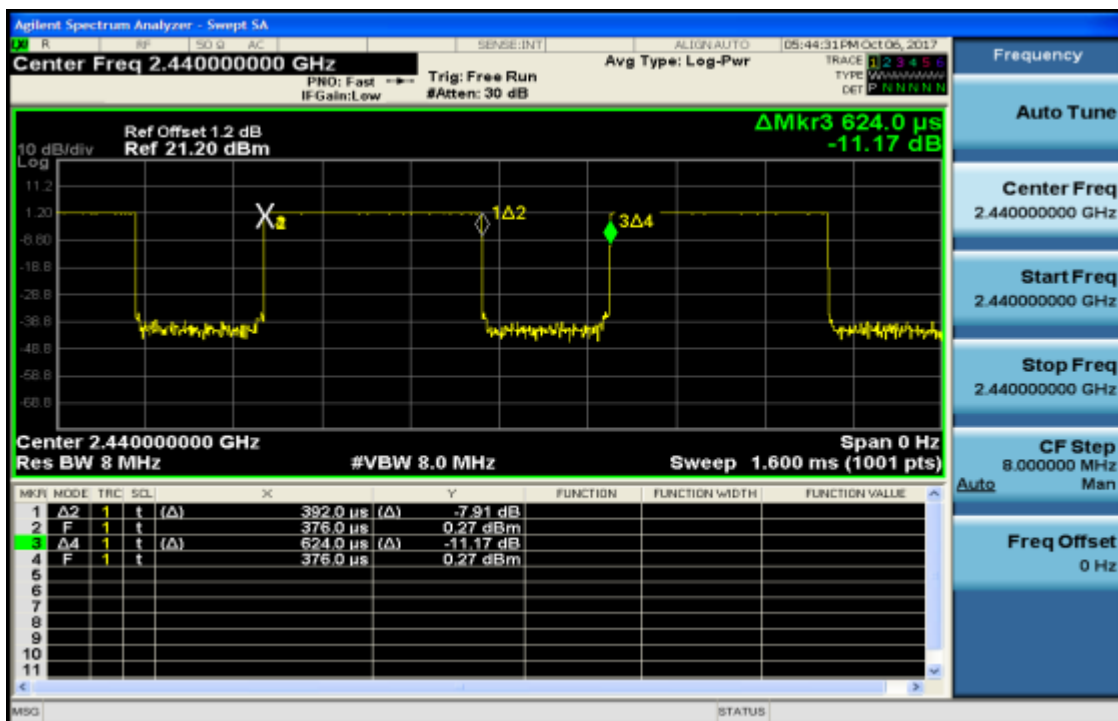 Agilent Spectrum Analyzer - Swept SA
R RF 50 Ω AC SENSE:INT ALIGN AUTO 05:44:31 PM Oct 06, 2017
Center Freq 2.440000000 GHz
PNO: Fast
IFGain:Low
Trig: Free Run
#Atten: 30 dB
Avg Type: Log-Pwr
TRACE 1 2 3 4 5 6
TYPE
DET P N N N N N
Frequency
Auto Tune
Center Freq
2.440000000 GHz
Start Freq
2.440000000 GHz
Stop Freq
2.440000000 GHz
CF Step
8.000000 MHz
Auto Man
Freq Offset
0 Hz
ΔMkr3 624.0 µs
-11.17 dB
Ref Offset 1.2 dB
10 dB/div Ref 21.20 dBm
Log
11.2
1.20
-8.80
-18.8
-28.8
-38.8
-48.8
-58.8
-68.8
1Δ2
3Δ4
Center 2.440000000 GHz Span 0 Hz
Res BW 8 MHz #VBW 8.0 MHz Sweep 1.600 ms (1001 pts)
MKR MODE TRC SCL X Y FUNCTION FUNCTION WIDTH FUNCTION VALUE
1 Δ2 1 t (Δ) 392.0 µs (Δ) -7.91 dB
2 F 1 t 376.0 µs 0.27 dBm
3 Δ4 1 t (Δ) 624.0 µs (Δ) -11.17 dB
4 F 1 t 376.0 µs 0.27 dBm
5
6
7
8
9
10
11
MSG STATUS